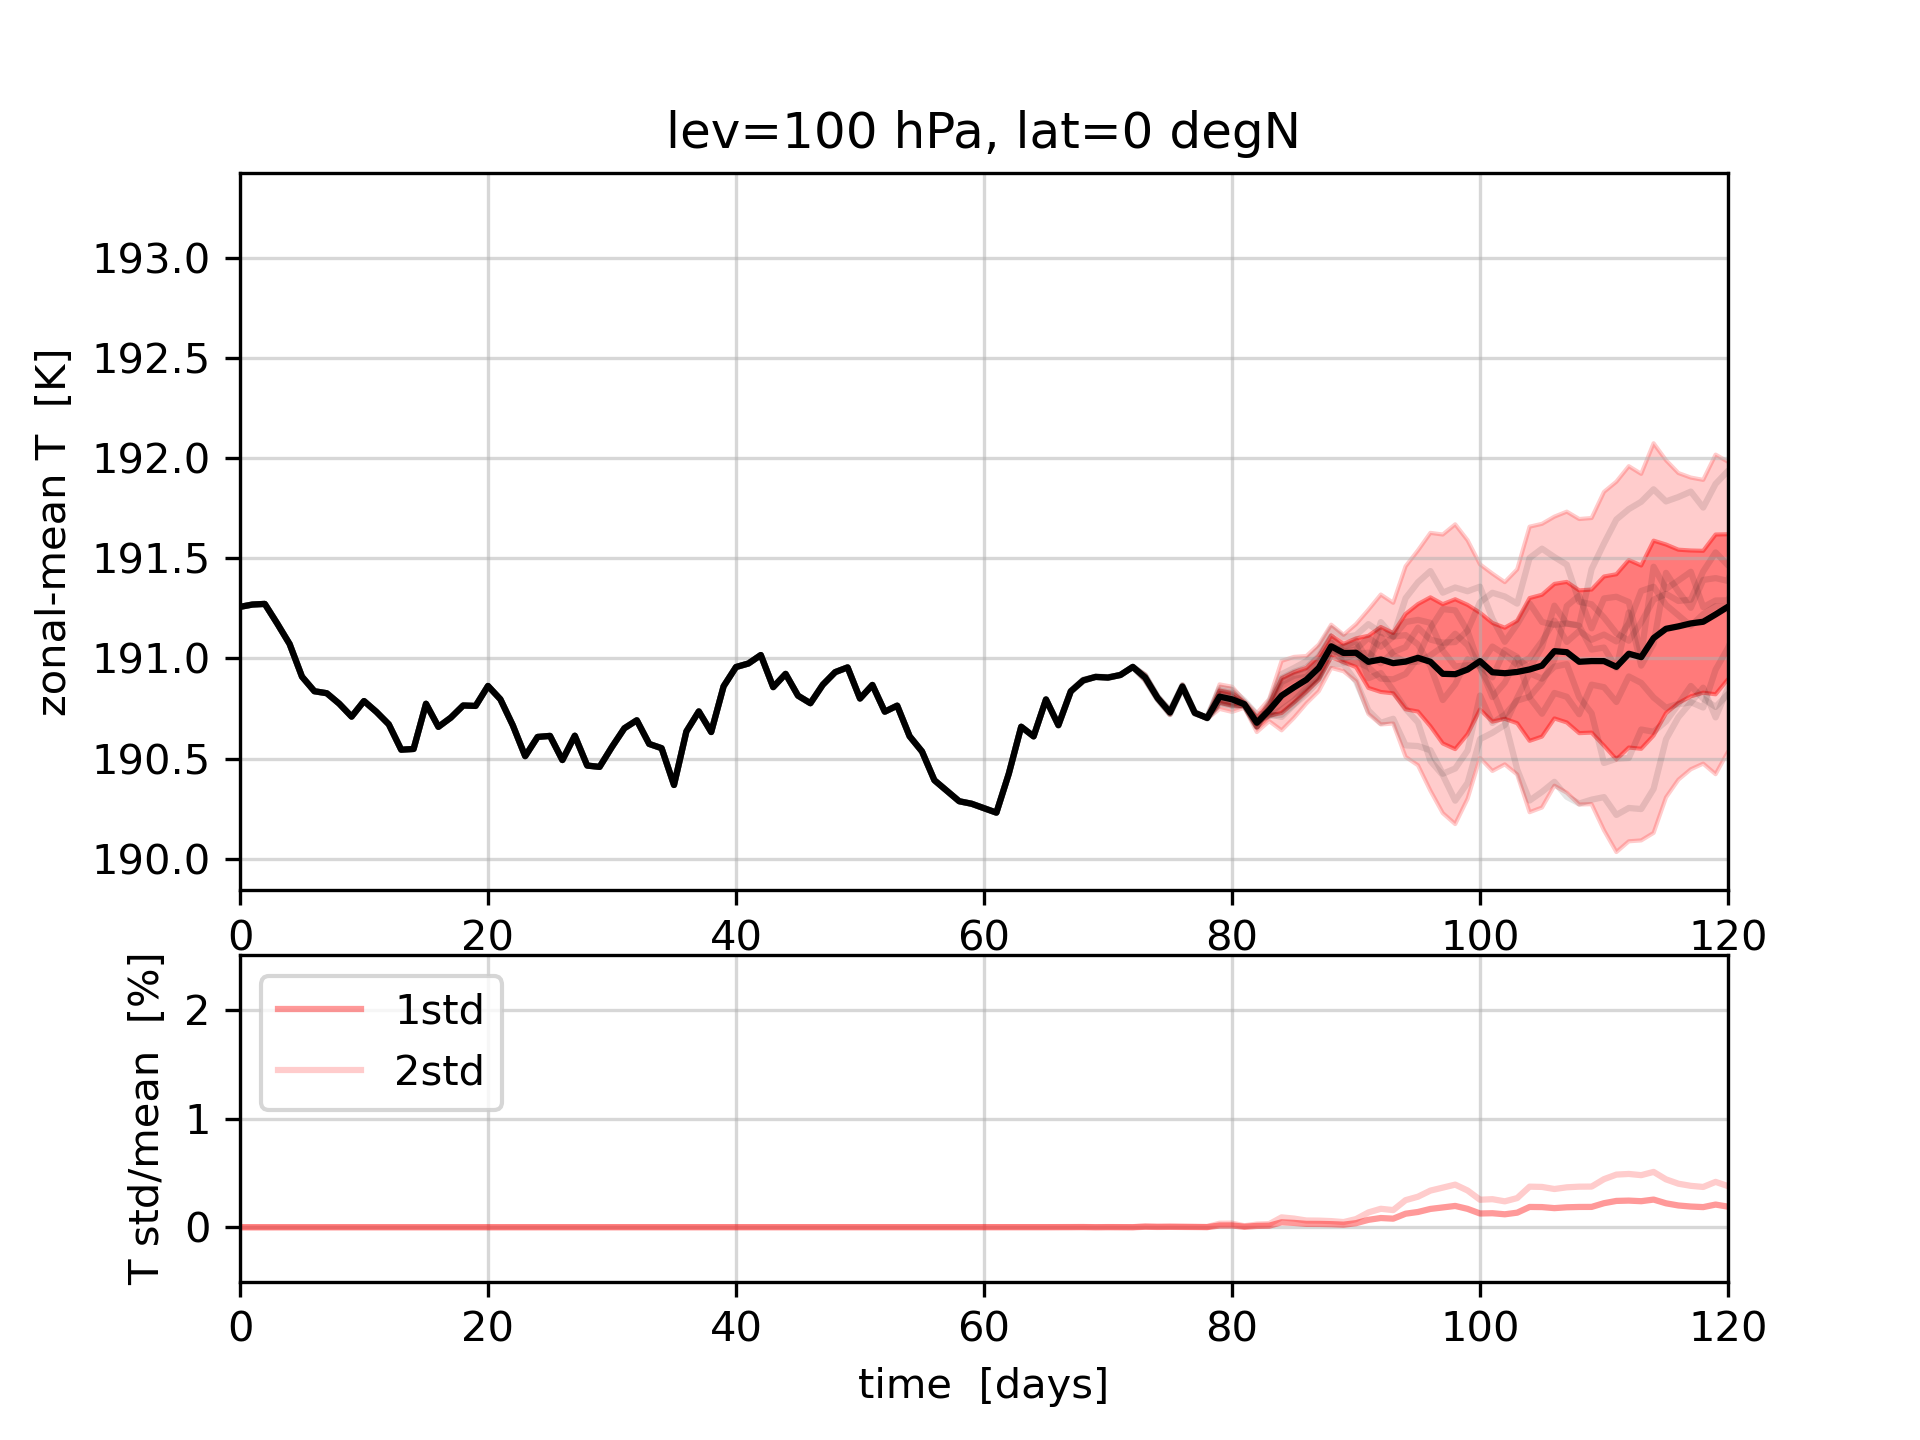 lev=100 hPa, lat=0 degN
zonal-mean T [K]
193.0
192.5
192.0
191.5
191.0
190.5
190.0
0 20 40 60 80 100 120
T std/mean [%]
2
1
0
1std
2std
0 20 40 60 80 100 120
time [days]